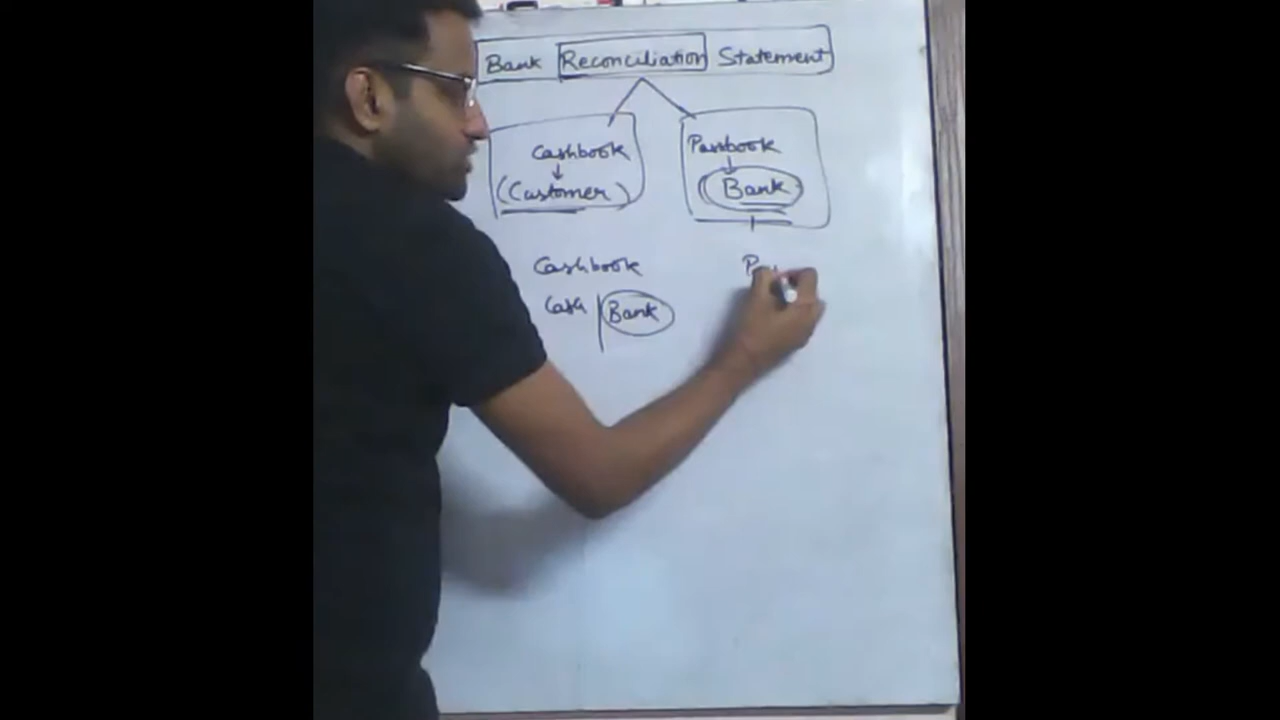 Bank Reconciliation Statement
Cashbook
(Customer)
Passbook
Bank
Cashbook
Cash | Bank